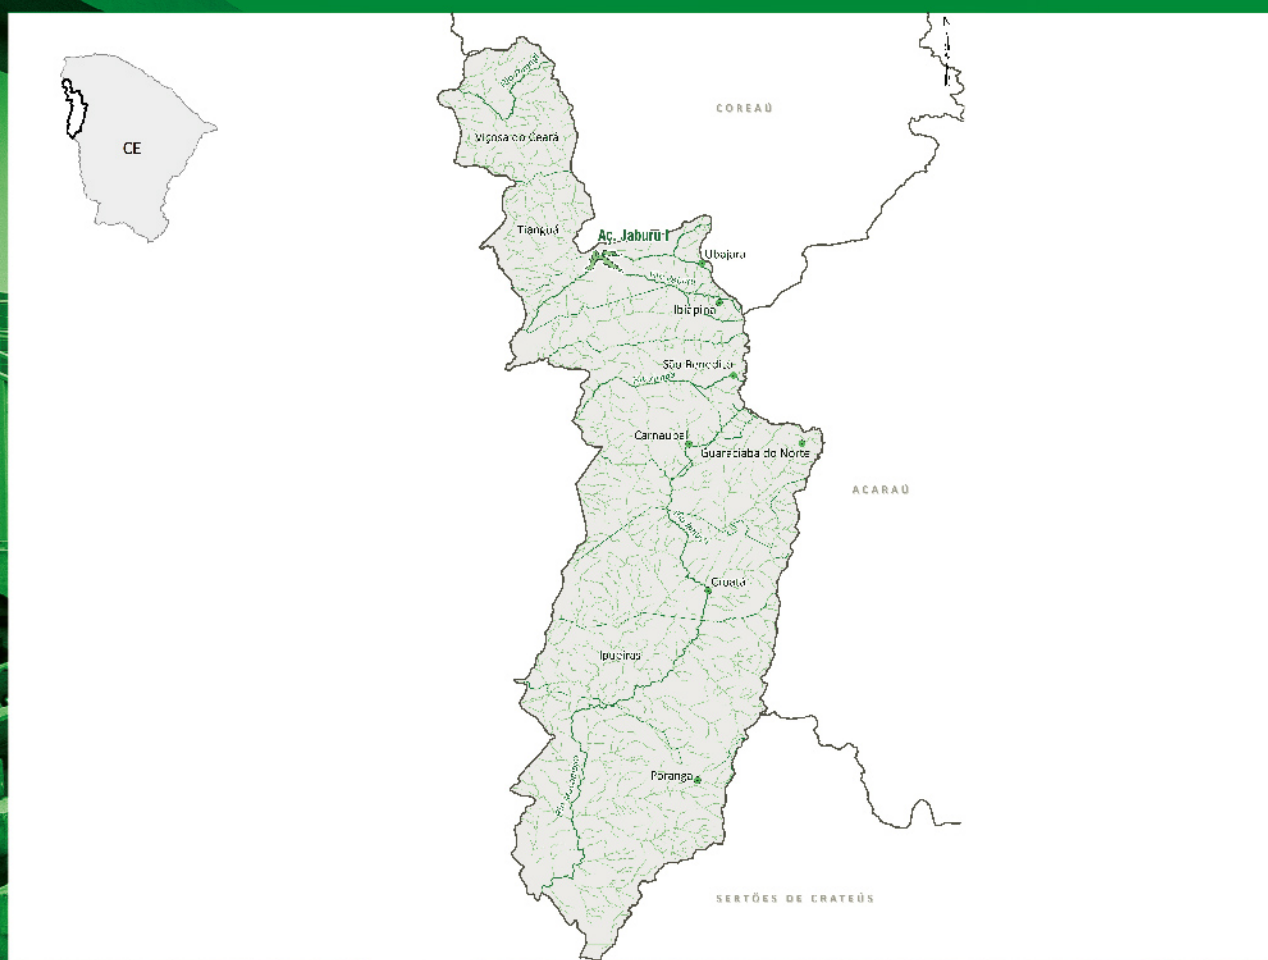 N
COREAÚ
CE
Viçosa do Ceará
Tianguá
Aç. Jaburu I
Ubajara
Ibiapina
São Benedito
Carnaubal
Guaraciaba do Norte
ACARAÚ
Croatá
Ipueiras
Poranga
SERTÕES DE CRATEÚS